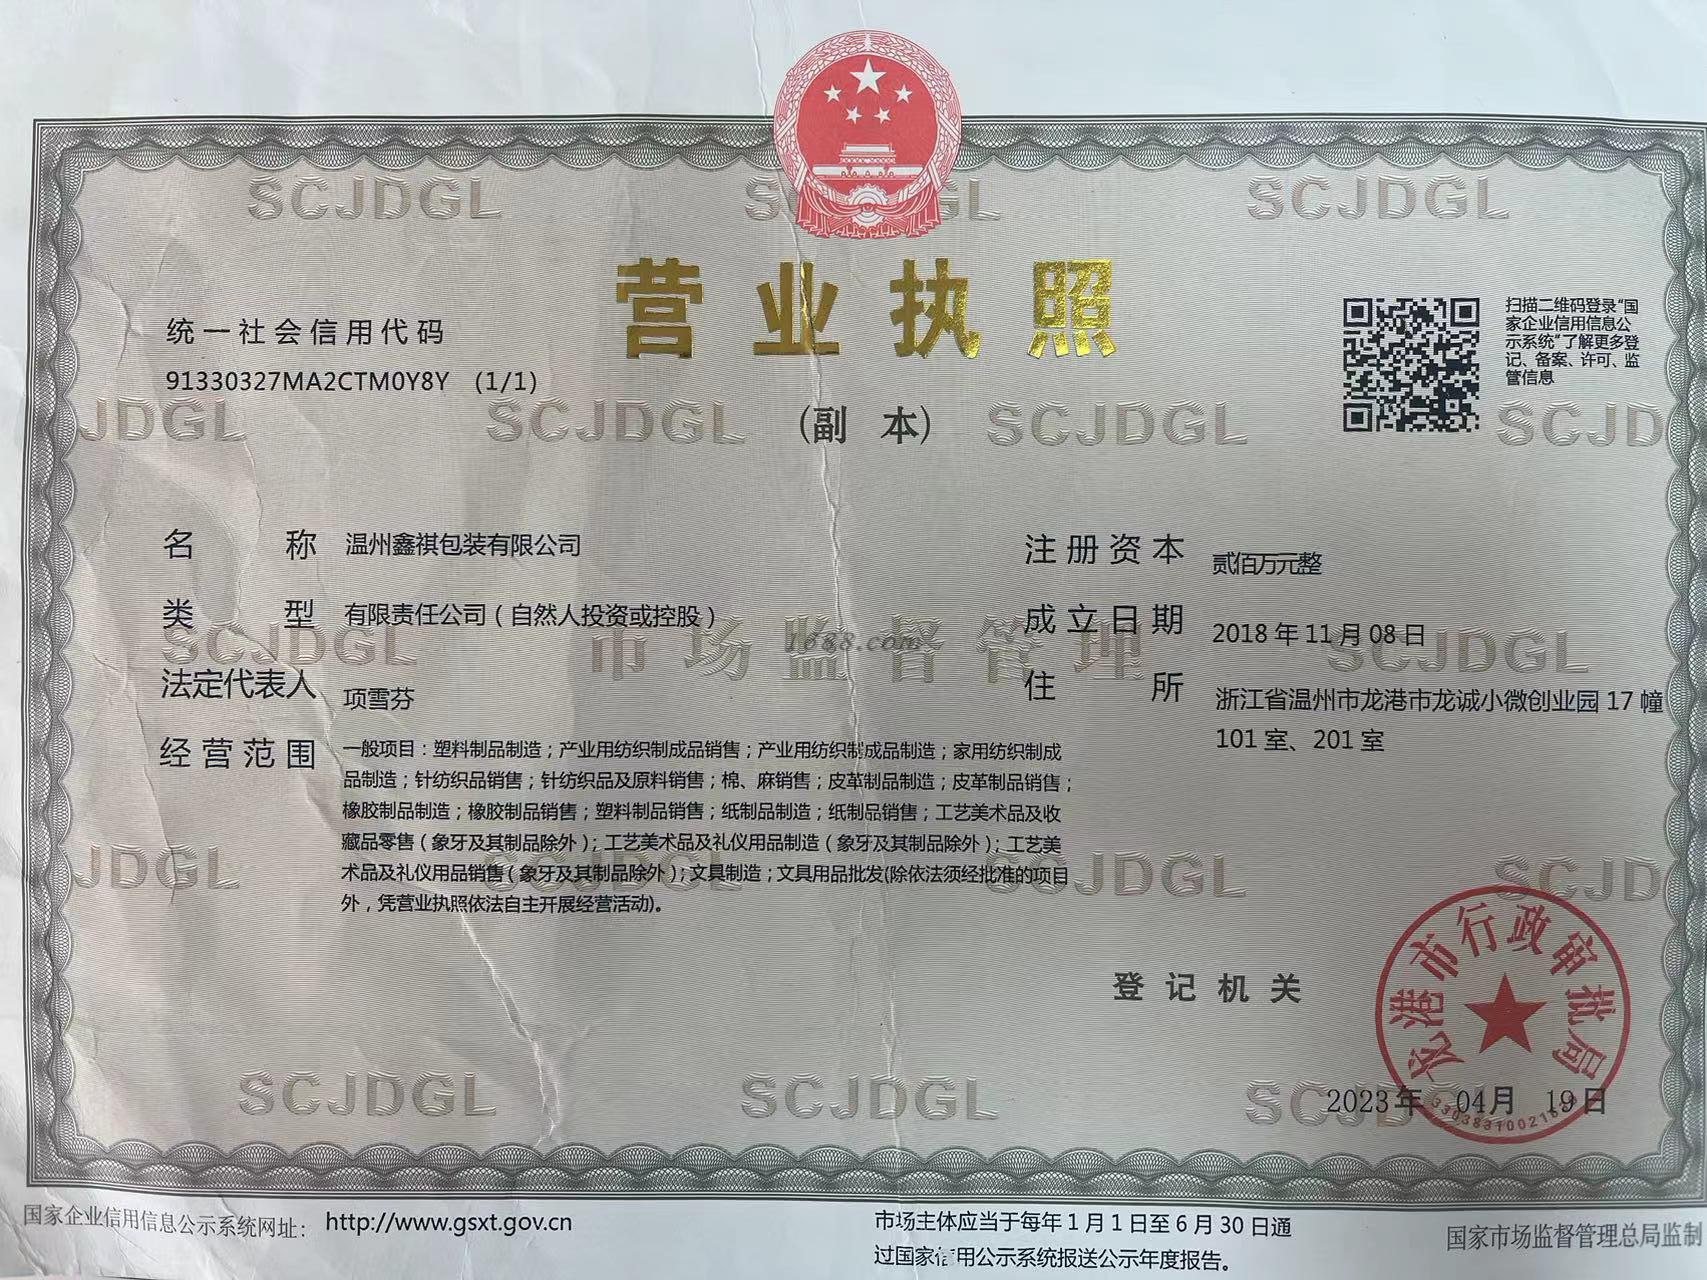 SCJDGL SCJDGL SCJDGL
营业执照
(副 本)
统一社会信用代码
91330327MA2CTM0Y8Y (1/1)
扫描二维码登录“国
家企业信用信息公
示系统”了解更多登
记、备案、许可、监
管信息
JDGL SCJDGL SCJDGL SCJD
名 称 温州鑫祺包装有限公司
类 型 有限责任公司(自然人投资或控股)
法定代表人 项雪芬
经营范围 一般项目:塑料制品制造;产业用纺织制成品销售;产业用纺织制成品制造;家用纺织制成
品制造;针纺织品销售;针纺织品及原料销售;棉、麻销售;皮革制品制造;皮革制品销售;
橡胶制品制造;橡胶制品销售;塑料制品销售;纸制品制造;纸制品销售;工艺美术品及收
藏品零售(象牙及其制品除外);工艺美术品及礼仪用品制造(象牙及其制品除外);工艺美
术品及礼仪用品销售(象牙及其制品除外);文具制造;文具用品批发(除依法须经批准的项目
外,凭营业执照依法自主开展经营活动)。
注册资本 贰佰万元整
成立日期 2018年11月08日
住 所 浙江省温州市龙港市龙诚小微创业园17幢
101室、201室
SCJDGL 市场监督管理 SCJDGL
1688.com
JDGL SCJDGL SCJDGL SCJD
登记机关
龙港市行政审批局
2023年 04月 19日
SCJDGL SCJDGL SCJDGL
国家企业信用信息公示系统网址: http://www.gsxt.gov.cn
市场主体应当于每年1月1日至6月30日通
过国家信用公示系统报送公示年度报告。
国家市场监督管理总局监制